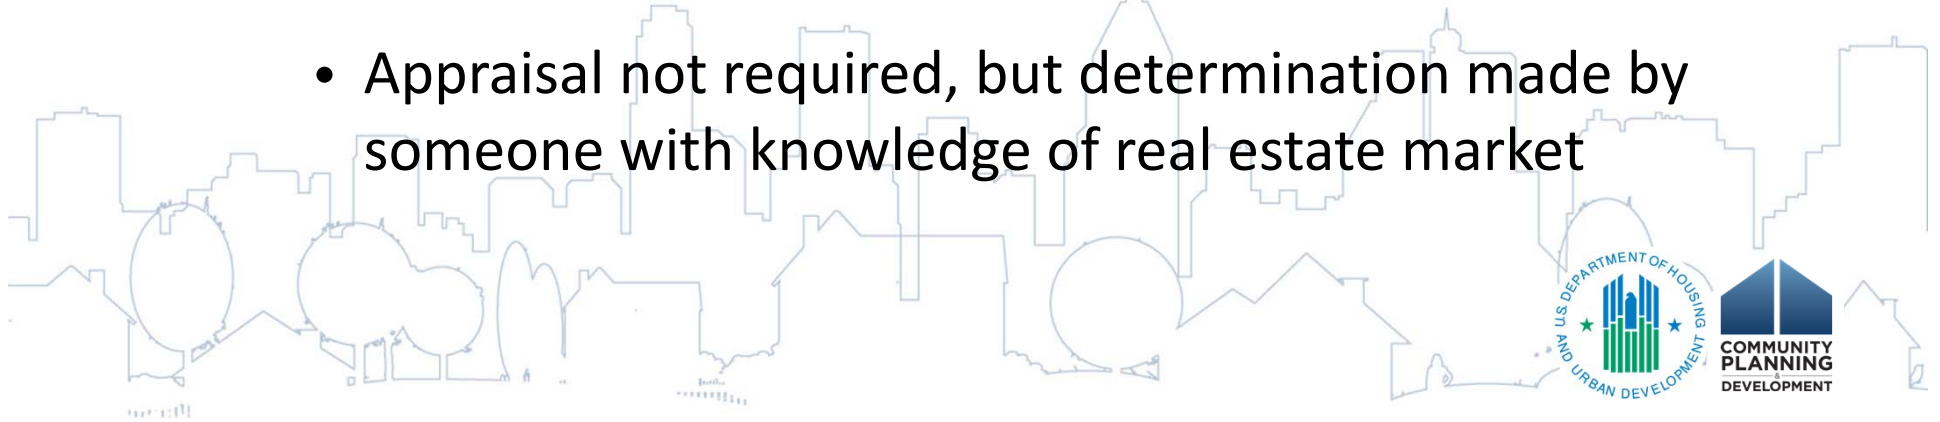 • Appraisal not required, but determination made by
someone with knowledge of real estate market
U.S. DEPARTMENT OF HOUSING
AND URBAN DEVELOPMENT
COMMUNITY
PLANNING
&
DEVELOPMENT